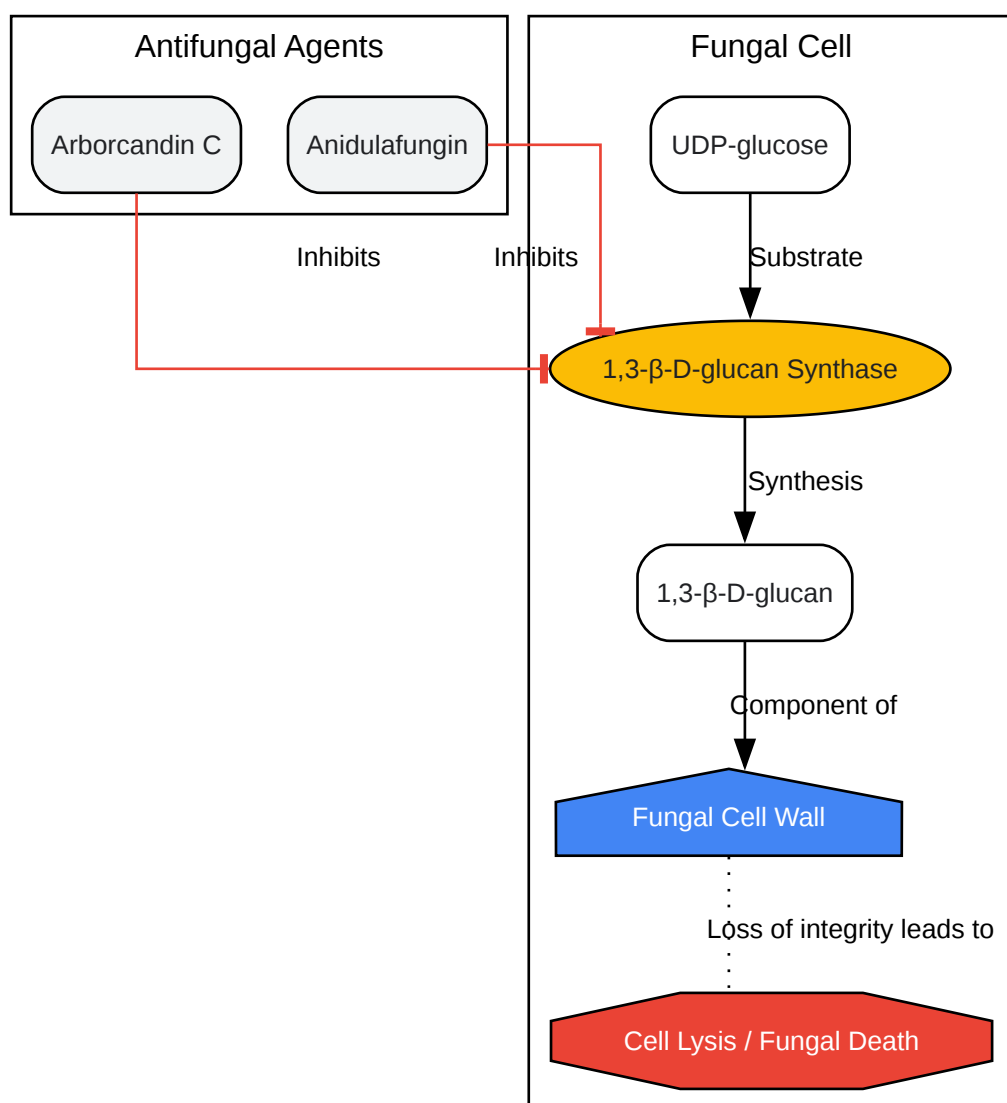 Antifungal Agents
Fungal Cell
Arborcandin C
Anidulafungin
UDP-glucose
Inhibits
Inhibits
Substrate
1,3-β-D-glucan Synthase
Synthesis
1,3-β-D-glucan
Component of
Fungal Cell Wall
Loss of integrity leads to
Cell Lysis / Fungal Death